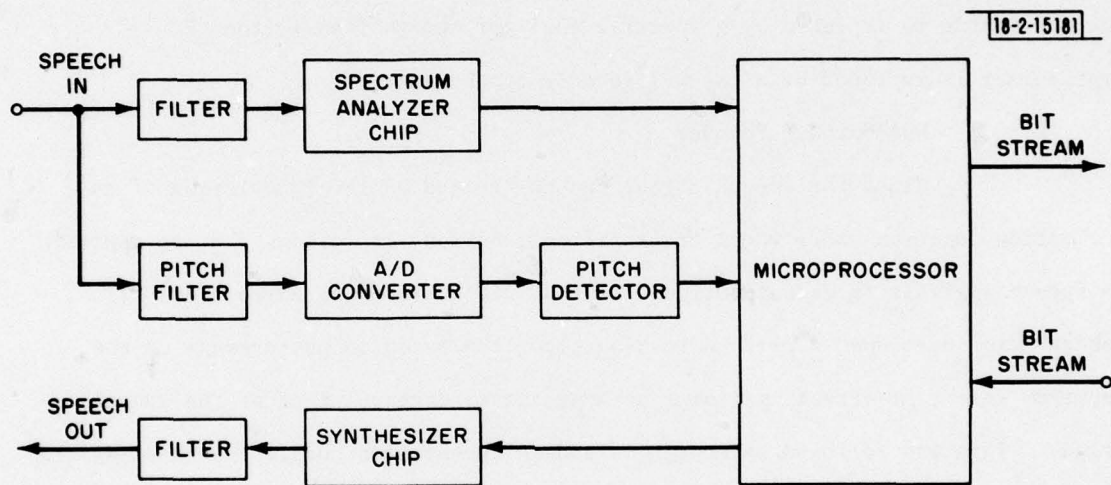 18-2-15181
SPEECH
IN
FILTER
SPECTRUM
ANALYZER
CHIP
BIT
STREAM
PITCH
FILTER
A/D
CONVERTER
PITCH
DETECTOR
MICROPROCESSOR
BIT
STREAM
SPEECH
OUT
FILTER
SYNTHESIZER
CHIP